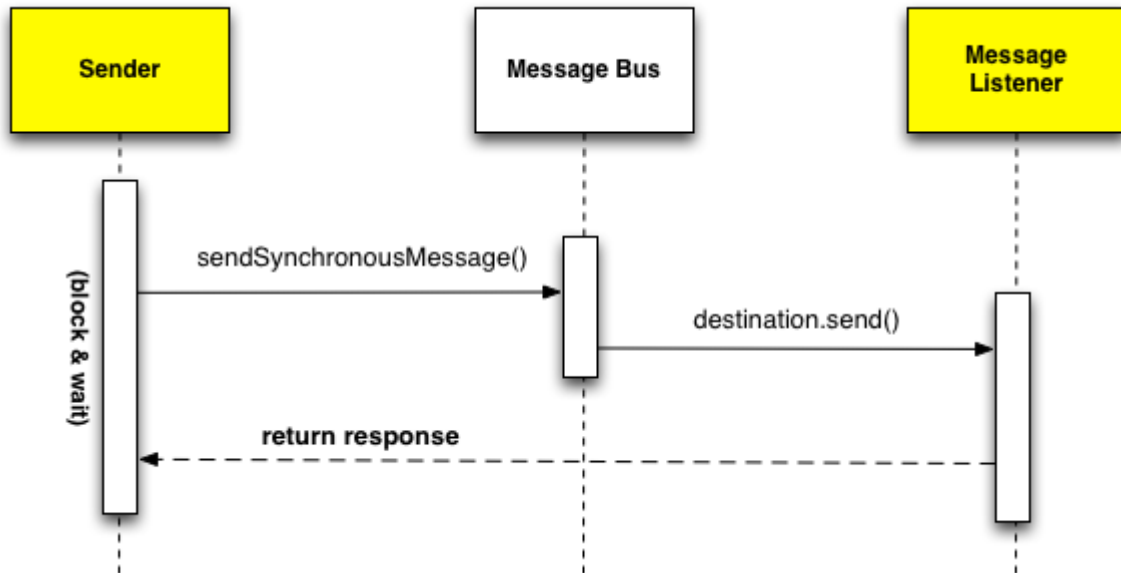 Sender
Message Bus
Message
Listener
sendSynchronousMessage()
(block & wait)
destination.send()
return response